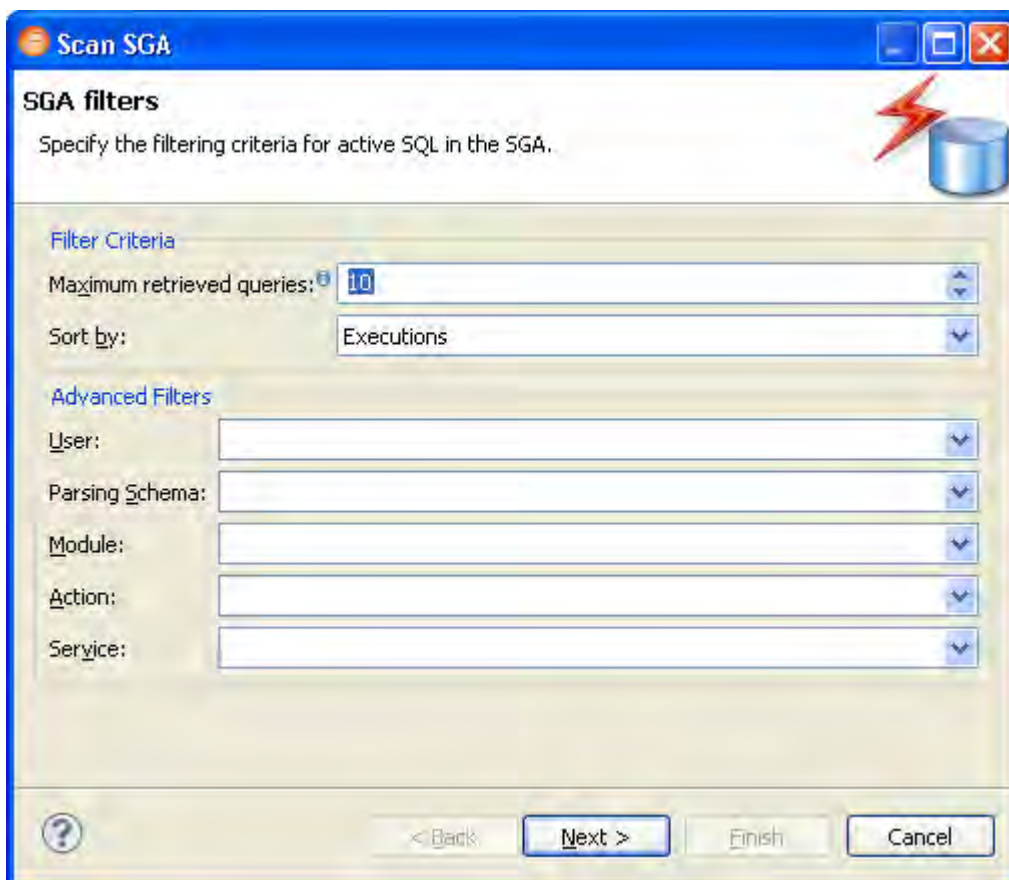 Scan SGA
SGA filters
Specify the filtering criteria for active SQL in the SGA.
Filter Criteria
Maximum retrieved queries: 10
Sort by: Executions
Advanced Filters
User:
Parsing Schema:
Module:
Action:
Service:
? < Back Next > Finish Cancel